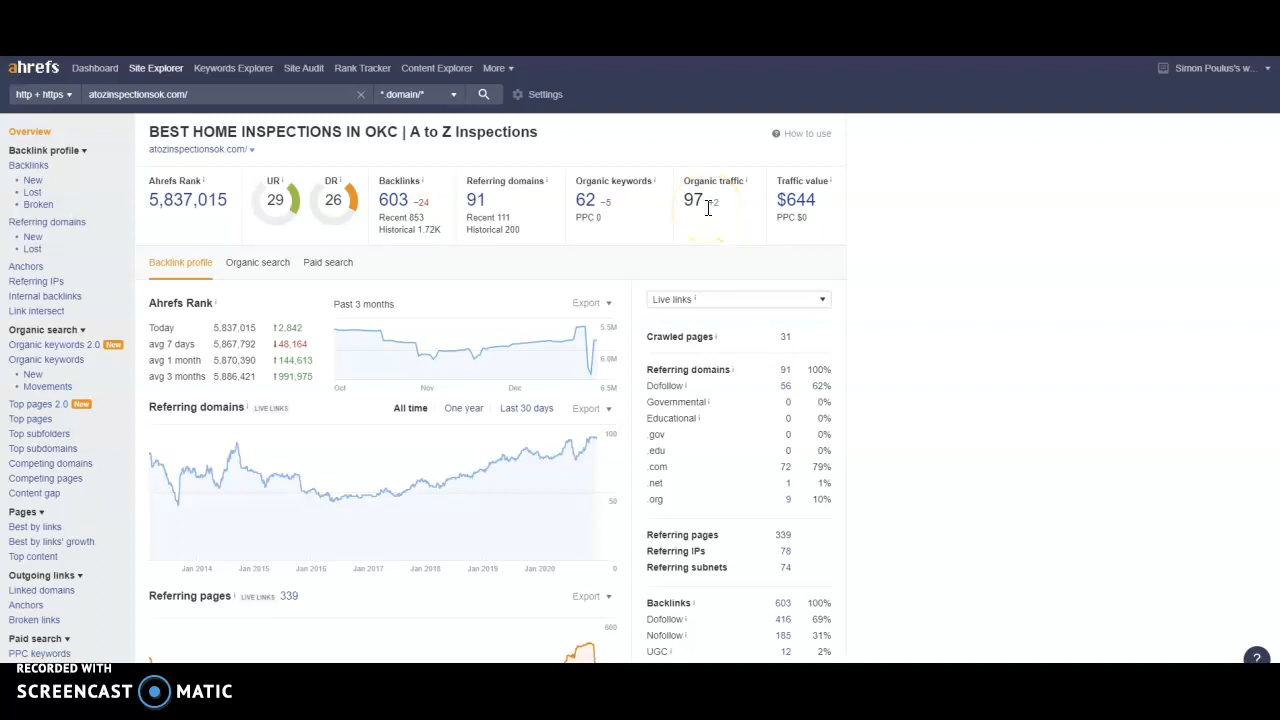 ahrefs Dashboard Site Explorer Keywords Explorer Site Audit Rank Tracker Content Explorer More Simon Poulus's w...
http + https atozinspectionsok.com/ *.domain/* Settings
Overview
Backlink profile
Backlinks
• New
• Lost
• Broken
Referring domains
• New
• Lost
Anchors
Referring IPs
Internal backlinks
Link intersect
Organic search
Organic keywords 2.0 New
Organic keywords
• New
• Movements
Top pages 2.0 New
Top pages
Top subfolders
Top subdomains
Competing domains
Competing pages
Content gap
Pages
Best by links
Best by links' growth
Top content
Outgoing links
Linked domains
Anchors
Broken links
Paid search
PPC keywords
BEST HOME INSPECTIONS IN OKC | A to Z Inspections
How to use
atozinspectionsok.com/
Ahrefs Rank i
5,837,015
UR i
29
DR i
26
Backlinks i
603 –24
Recent 853
Historical 1.72K
Referring domains i
91
Recent 111
Historical 200
Organic keywords i
62 –5
PPC 0
Organic traffic i
97
Traffic value i
$644
PPC $0
Backlink profile Organic search Paid search
Ahrefs Rank i
Past 3 months
Export
Today 5,837,015 ↑2,842
avg 7 days 5,867,792 ↓48,164
avg 1 month 5,870,390 ↑144,613
avg 3 months 5,886,421 ↑991,975
5.5M
6.0M
6.5M
Oct Nov Dec
Referring domains i LIVE LINKS
All time One year Last 30 days Export
100
50
0
Jan 2014 Jan 2015 Jan 2016 Jan 2017 Jan 2018 Jan 2019 Jan 2020
Referring pages i LIVE LINKS 339
Export
600
Live links i
Crawled pages i 31
Referring domains i 91 100%
Dofollow i 56 62%
Governmental i 0 0%
Educational i 0 0%
.gov 0 0%
.edu 0 0%
.com 72 79%
.net 1 1%
.org 9 10%
Referring pages 339
Referring IPs 78
Referring subnets 74
Backlinks i 603 100%
Dofollow i 416 69%
Nofollow i 185 31%
UGC i 12 2%
?
RECORDED WITH
SCREENCAST MATIC